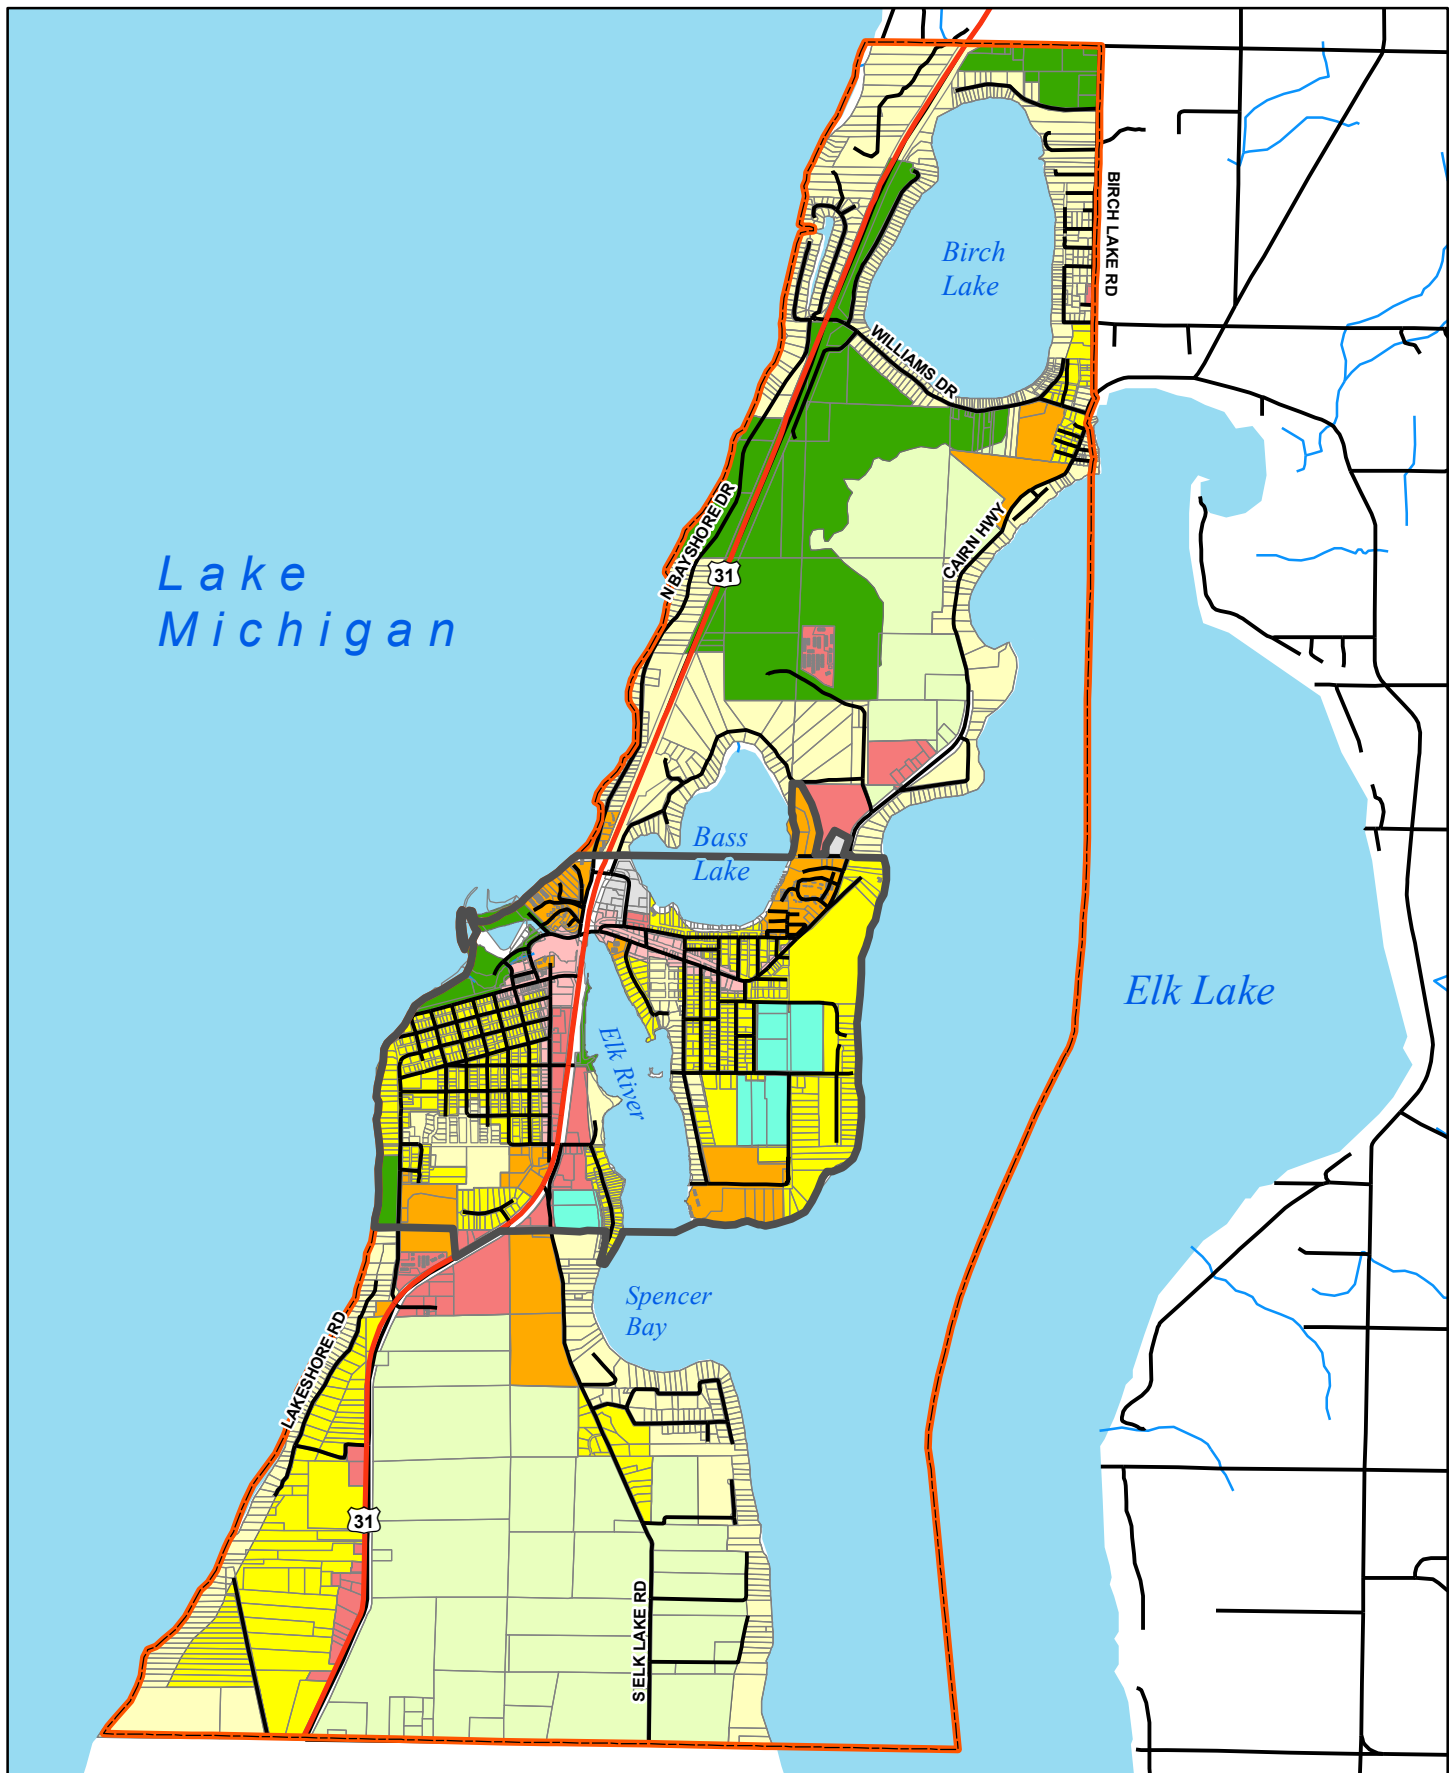 BIRCH LAKE RD
Birch
Lake
WILLIAMS DR
N BAYSHORE DR
CAIRN HWY
31
Lake
Michigan
Bass
Lake
Elk Lake
Elk River
Spencer
Bay
LAKESHORE RD
31
S ELK LAKE RD